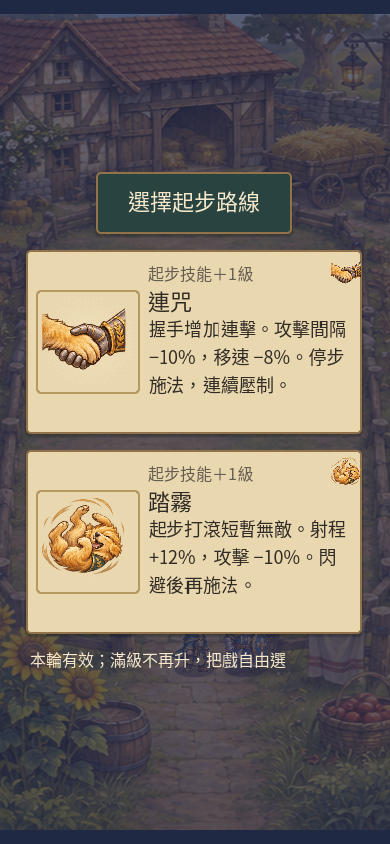 選擇起步路線
起步技能＋1級
連咒
握手增加連擊。攻擊間隔
−10%，移速 −8%。停步
施法，連續壓制。
起步技能＋1級
踏霧
起步打滾短暫無敵。射程
+12%，攻擊 −10%。閃
避後再施法。
本輪有效；滿級不再升，把戲自由選